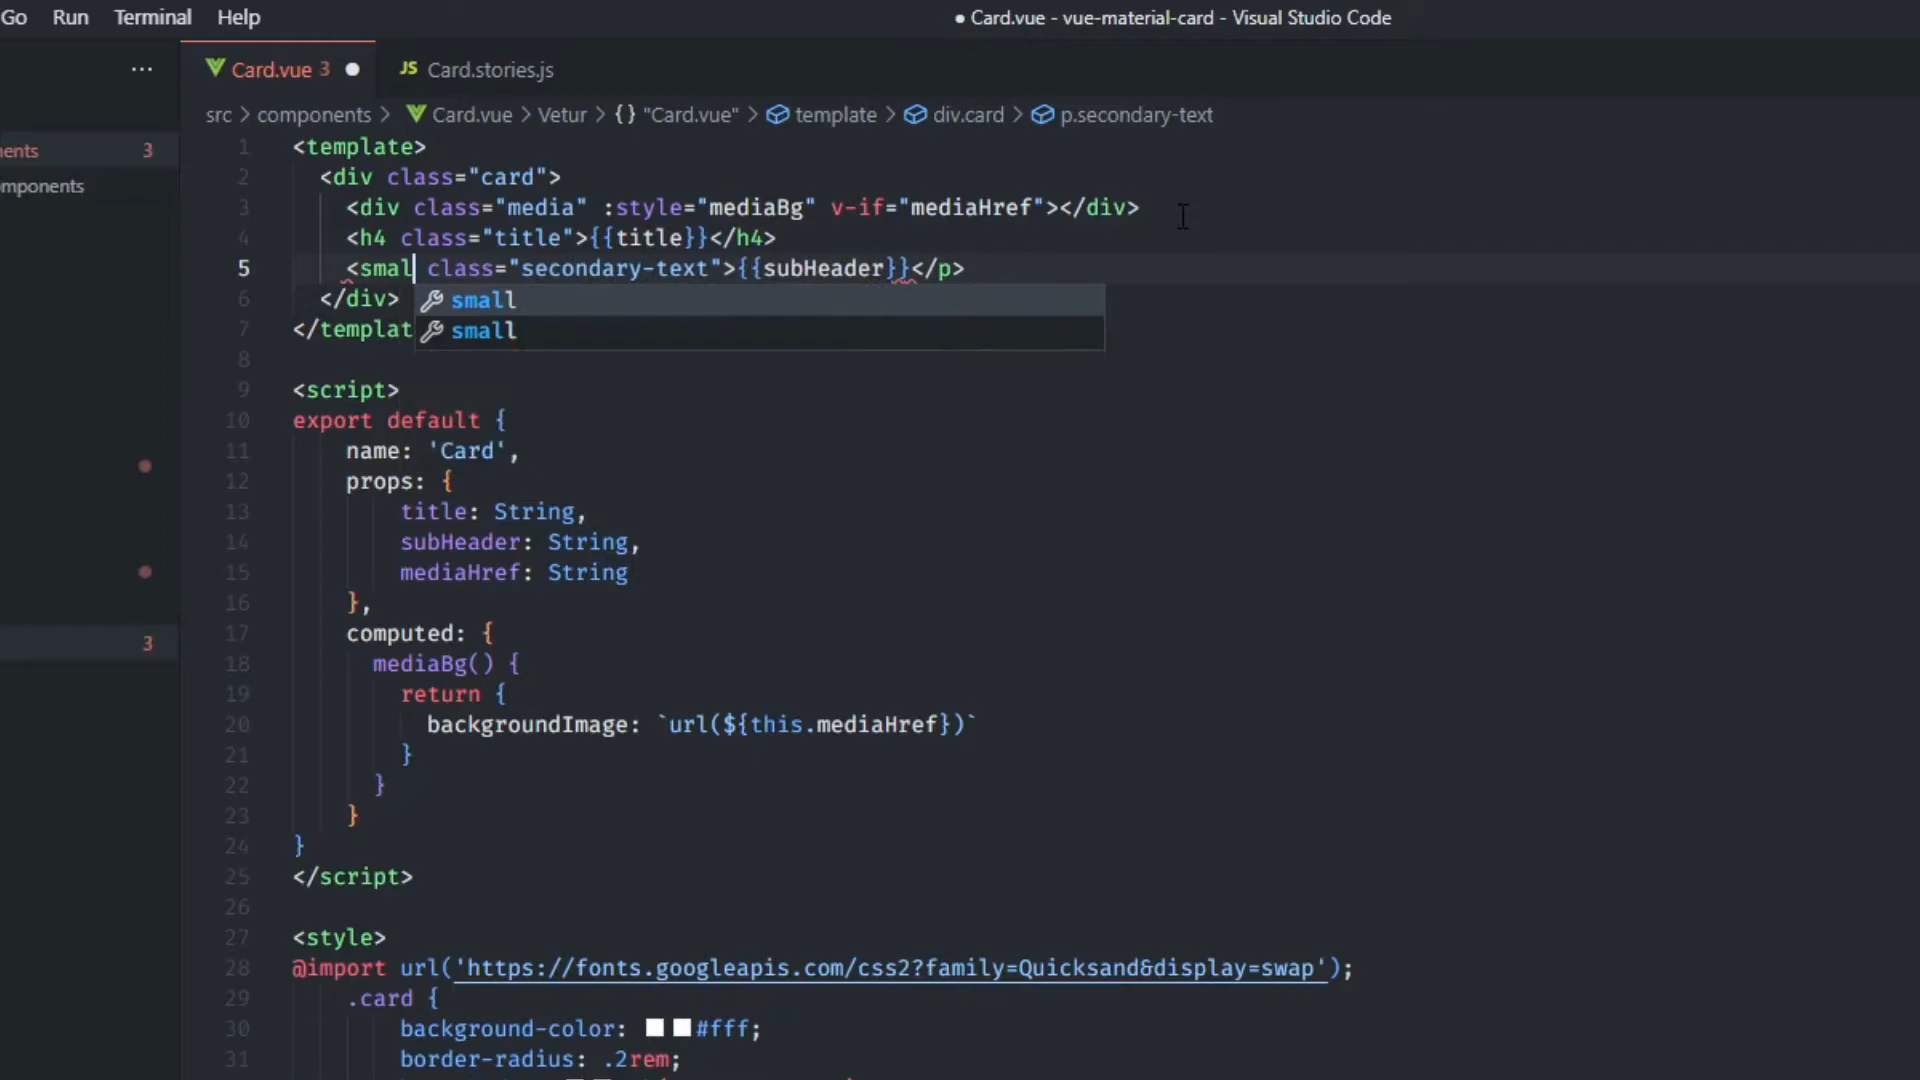 Go Run Terminal Help
● Card.vue - vue-material-card - Visual Studio Code
··· Card.vue 3 ● JS Card.stories.js
src > components > Card.vue > Vetur > {} "Card.vue" > template > div.card > p.secondary-text
ents 3
mponents
3
1 <template>
2 <div class="card">
3 <div class="media" :style="mediaBg" v-if="mediaHref"></div>
4 <h4 class="title">{{title}}</h4>
5 <smal class="secondary-text">{{subHeader}}</p>
6 </div>
small
7 </templat
small
8
9 <script>
10 export default {
11 name: 'Card',
12 props: {
13 title: String,
14 subHeader: String,
15 mediaHref: String
16 },
17 computed: {
18 mediaBg() {
19 return {
20 backgroundImage: `url(${this.mediaHref})`
21 }
22 }
23 }
24 }
25 </script>
26
27 <style>
28 @import url('https://fonts.googleapis.com/css2?family=Quicksand&display=swap');
29 .card {
30 background-color: #fff;
31 border-radius: .2rem;